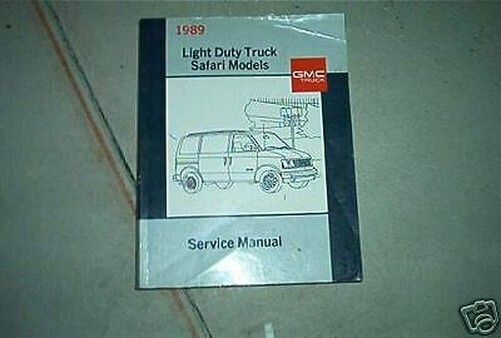 1989
Light Duty Truck
Safari Models
GMC
TRUCK
Service Manual